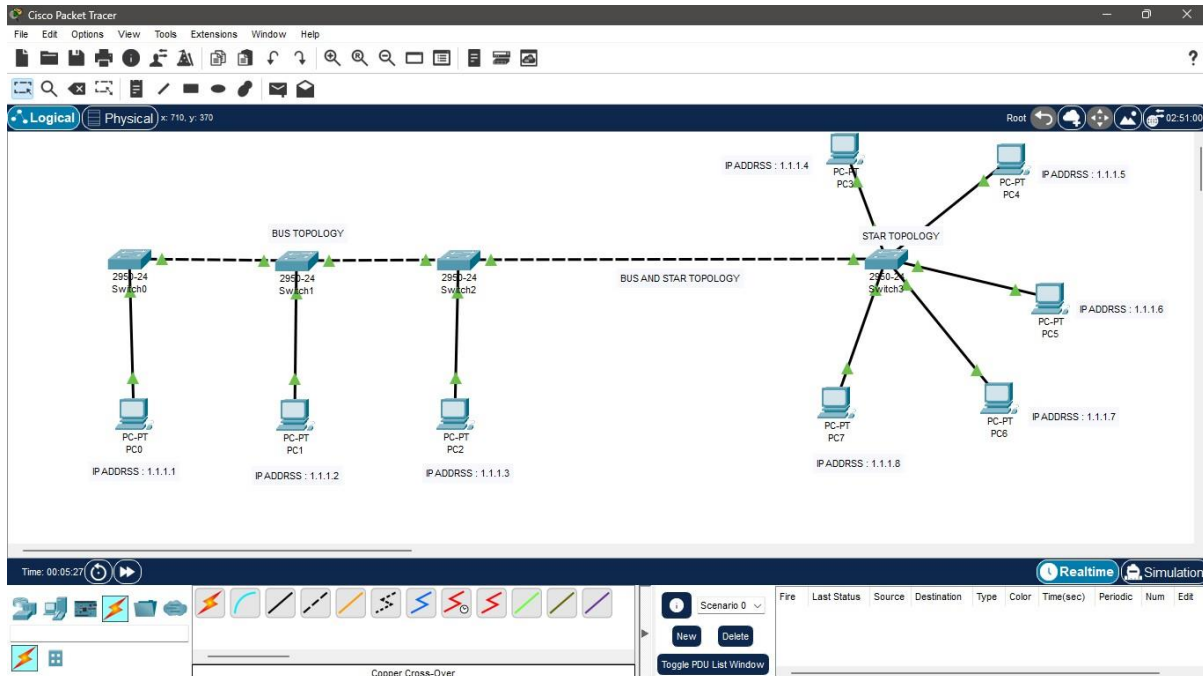 Cisco Packet Tracer
File Edit Options View Tools Extensions Window Help
?
Logical Physical x: 710, y: 370 Root 02:51:00
IP ADDRSS : 1.1.1.4
PC-PT
PC3
PC-PT
PC4
IP ADDRSS : 1.1.1.5
BUS TOPOLOGY
STAR TOPOLOGY
2950-24
Switch0
2950-24
Switch1
2950-24
Switch2
BUS AND STAR TOPOLOGY
2950-24
Switch3
PC-PT
PC5
IP ADDRSS : 1.1.1.6
PC-PT
PC0
IP ADDRSS : 1.1.1.1
PC-PT
PC1
IP ADDRSS : 1.1.1.2
PC-PT
PC2
IP ADDRSS : 1.1.1.3
PC-PT
PC7
IP ADDRSS : 1.1.1.8
PC-PT
PC6
IP ADDRSS : 1.1.1.7
Time: 00:05:27 Realtime Simulation
Scenario 0
New Delete
Toggle PDU List Window
Fire Last Status Source Destination Type Color Time(sec) Periodic Num Edit
Copper Cross-Over